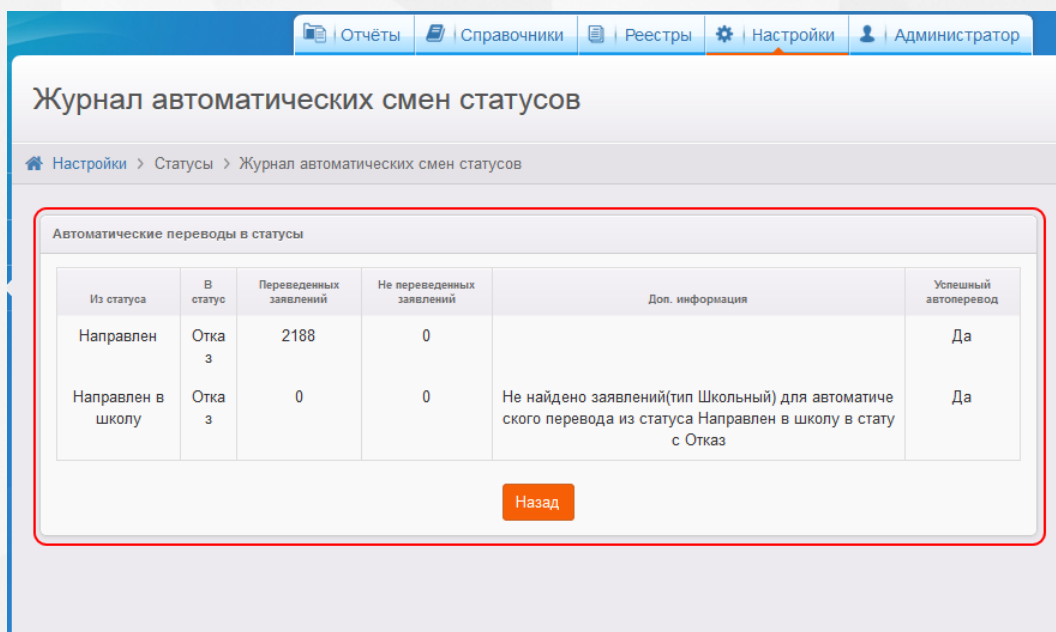 Отчёты Справочники Реестры Настройки Администратор
Журнал автоматических смен статусов
Настройки > Статусы > Журнал автоматических смен статусов
Автоматические переводы в статусы
Из статуса
В
статус
Переведенных
заявлений
Не переведенных
заявлений
Доп. информация
Успешный
автоперевод
Направлен
Отка
з
2188
0
Да
Направлен в
школу
Отка
з
0
0
Не найдено заявлений(тип Школьный) для автоматиче
ского перевода из статуса Направлен в школу в стату
с Отказ
Да
Назад